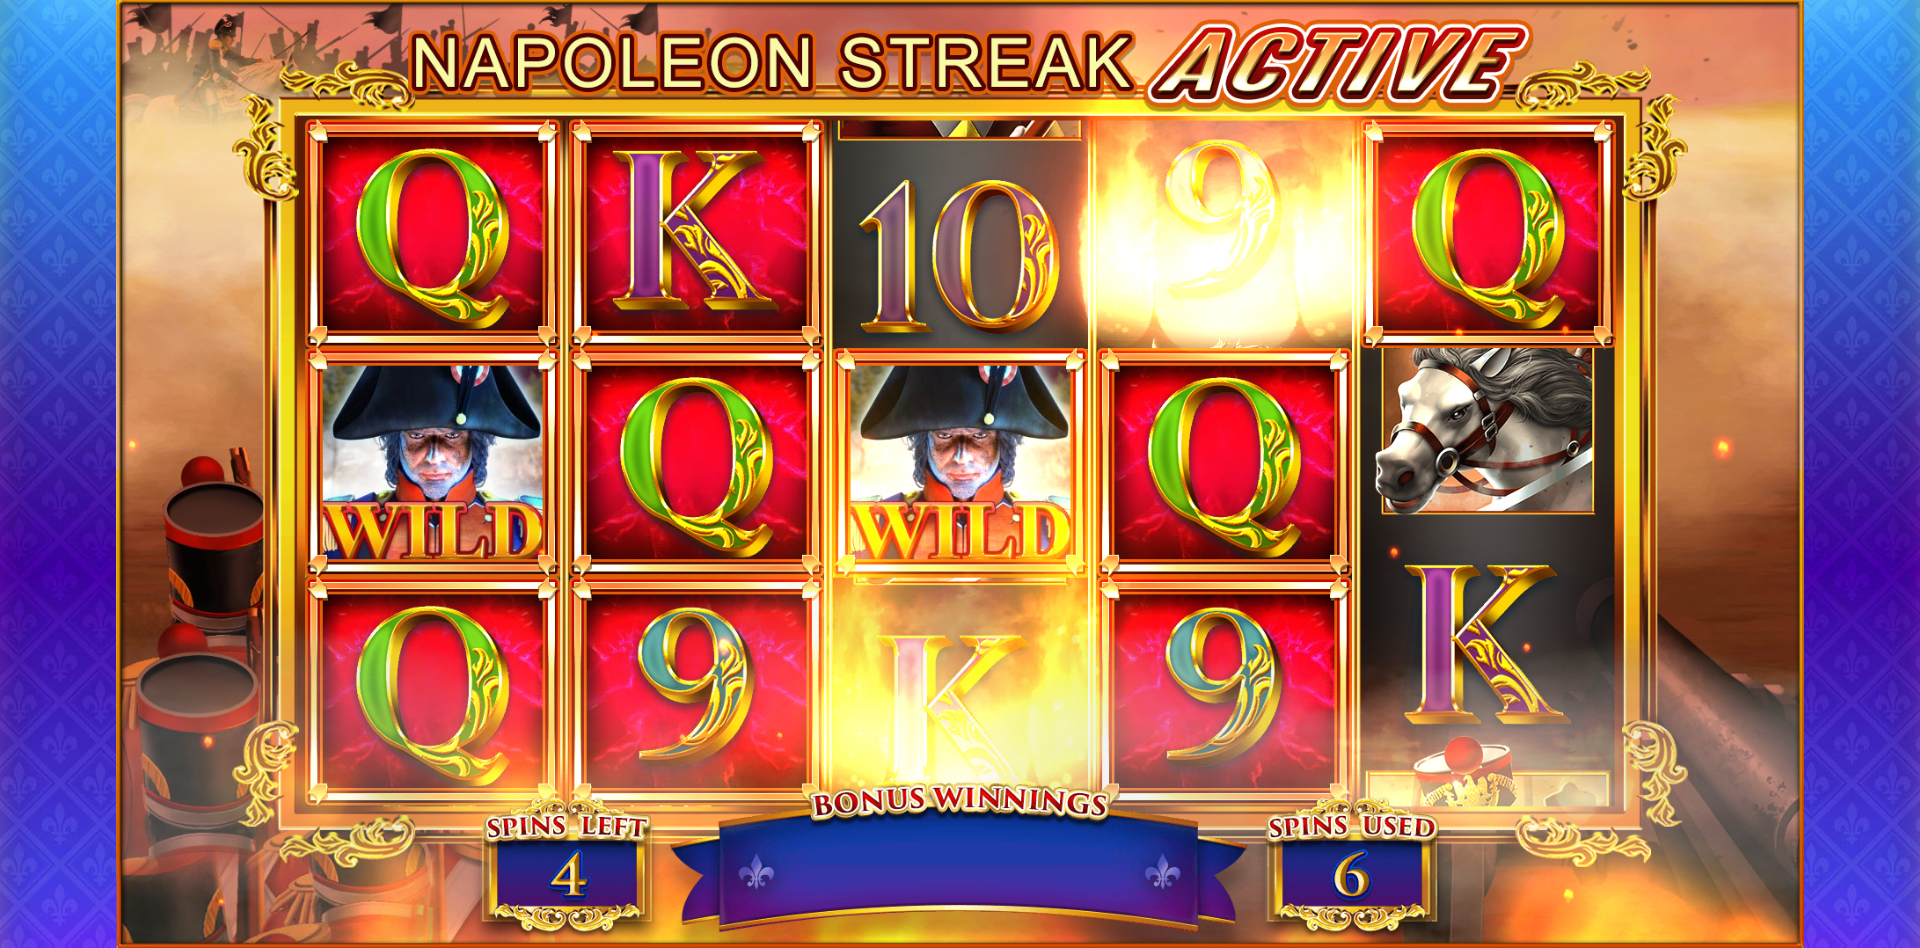 NAPOLEON STREAK ACTIVE
Q K 10 9 Q
WILD Q WILD Q
Q 9 K 9 K
BONUS WINNINGS
SPINS LEFT
4
SPINS USED
6